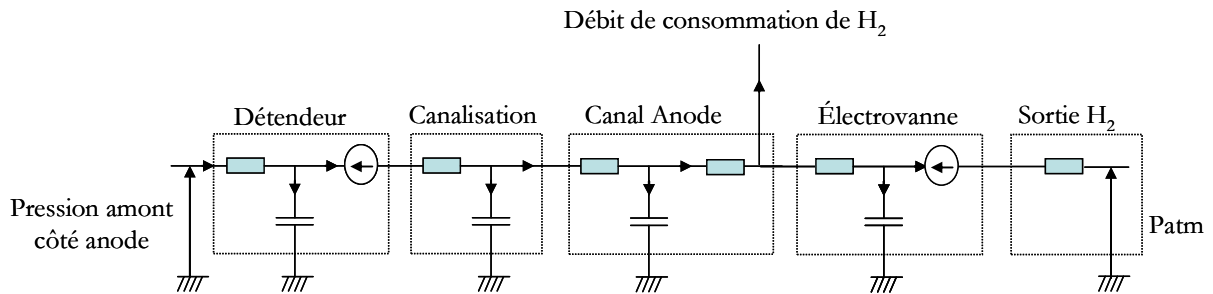 Débit de consommation de H₂
Détendeur
Canalisation
Canal Anode
Électrovanne
Sortie H₂
Pression amont
côté anode
Patm